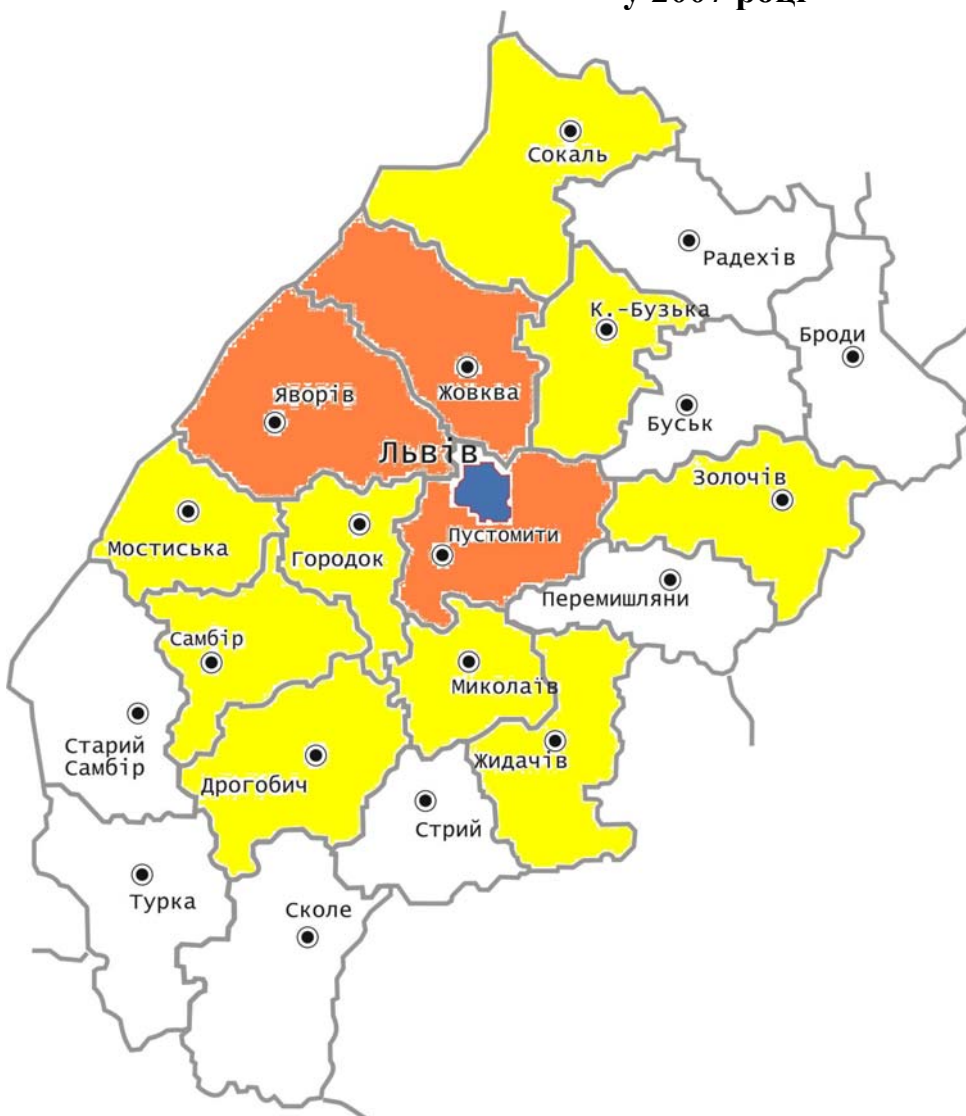 у 2007 році
Сокаль
Радехів
К.-Бузька
Броди
Жовква
Яворів
Буськ
Львів
Золочів
Пустомити
Мостиська
Городок
Перемишляни
Самбір
Миколаїв
Старий
Самбір
Жидачів
Дрогобич
Стрий
Турка
Сколе